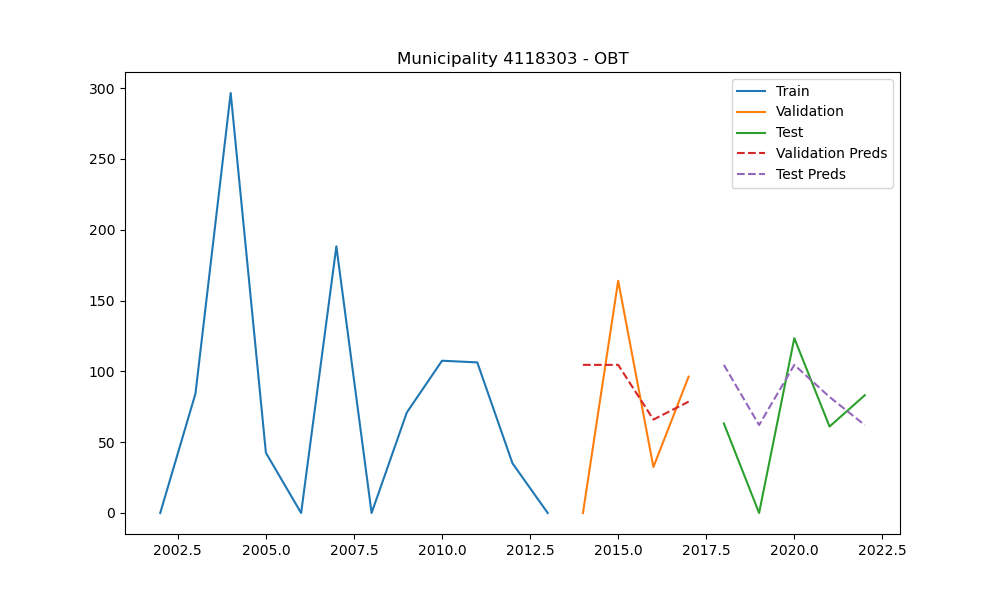 Municipality 4118303 - OBT
300
250
200
150
100
50
0
Train
Validation
Test
Validation Preds
Test Preds
2002.5 2005.0 2007.5 2010.0 2012.5 2015.0 2017.5 2020.0 2022.5